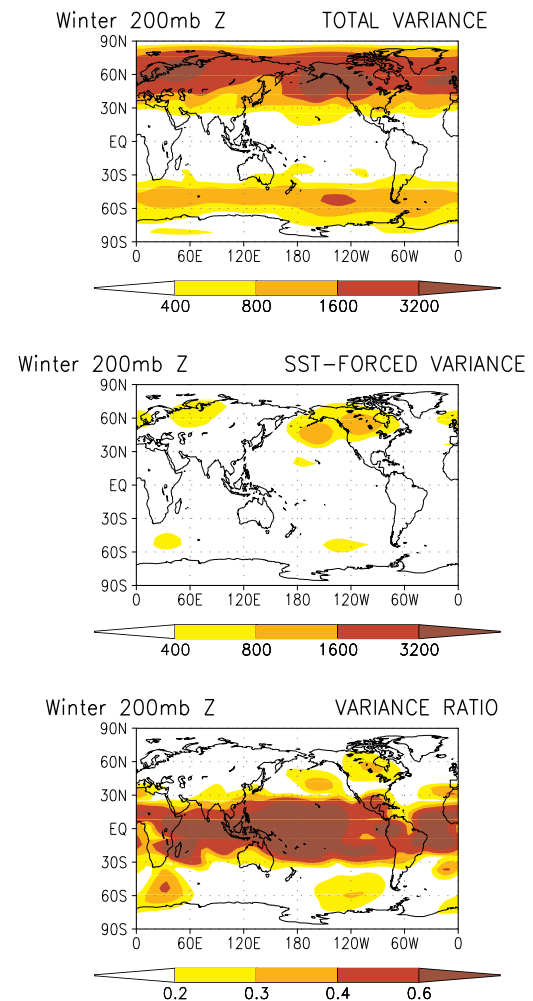 Winter 200mb Z TOTAL VARIANCE
90N
60N
30N
EQ
30S
60S
90S
0 60E 120E 180 120W 60W 0
400 800 1600 3200
Winter 200mb Z SST-FORCED VARIANCE
90N
60N
30N
EQ
30S
60S
90S
0 60E 120E 180 120W 60W 0
400 800 1600 3200
Winter 200mb Z VARIANCE RATIO
90N
60N
30N
EQ
30S
60S
90S
0 60E 120E 180 120W 60W 0
0.2 0.3 0.4 0.6